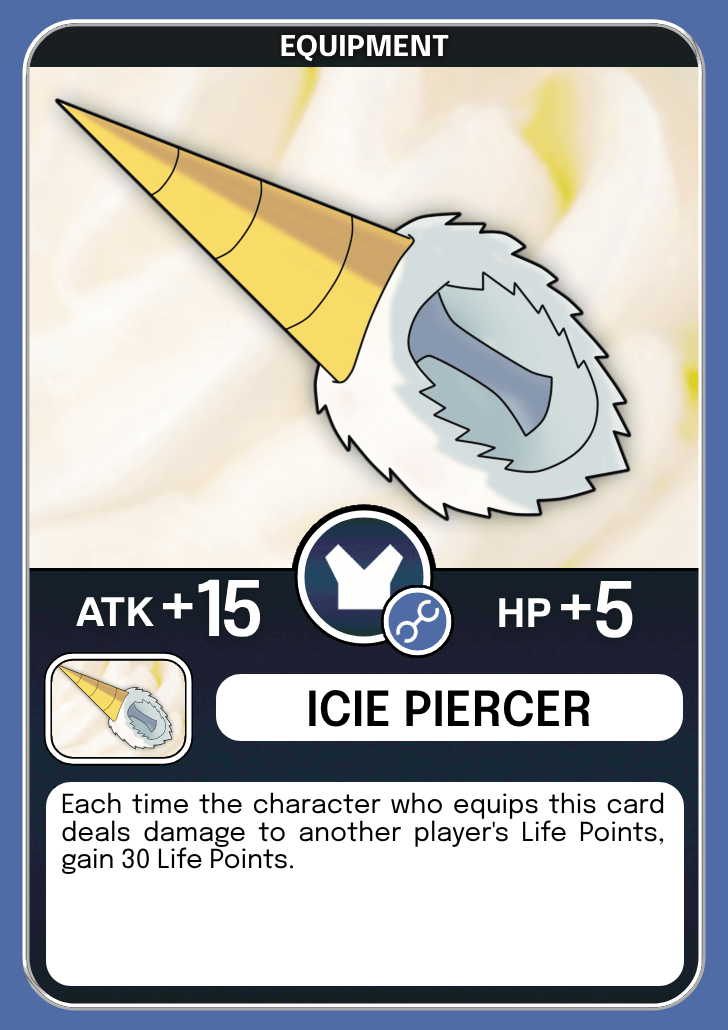 EQUIPMENT
ATK +15
HP +5
ICIE PIERCER
Each time the character who equips this card
deals damage to another player's Life Points,
gain 30 Life Points.